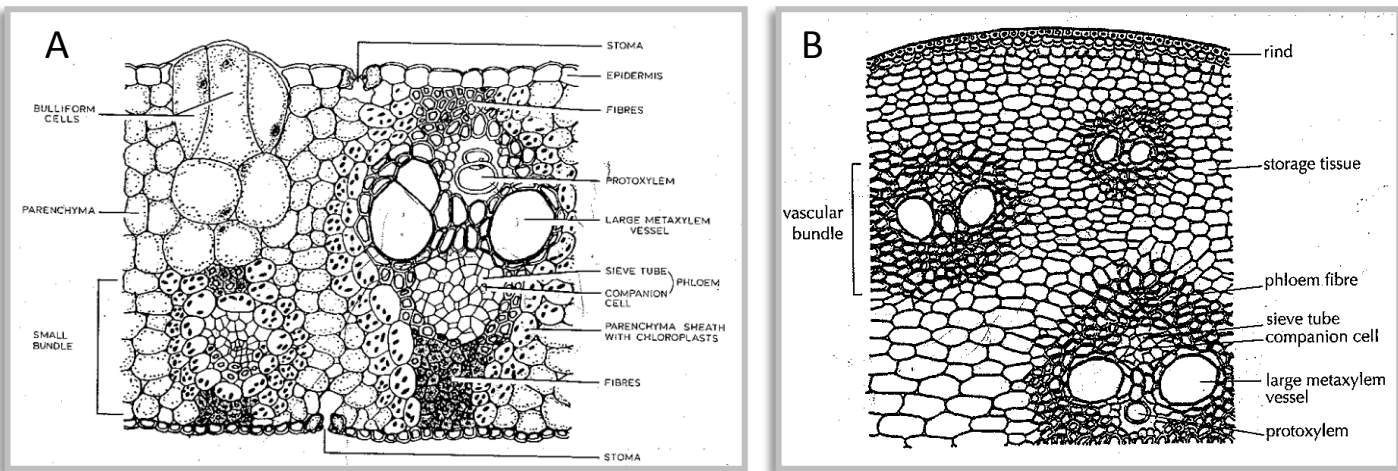 A
STOMA
EPIDERMIS
BULLIFORM
CELLS
FIBRES
PROTOXYLEM
PARENCHYMA
LARGE METAXYLEM
VESSEL
SIEVE TUBE
PHLOEM
COMPANION
CELL
SMALL
BUNDLE
PARENCHYMA SHEATH
WITH CHLOROPLASTS
FIBRES
STOMA
B
rind
storage tissue
vascular
bundle
phloem fibre
sieve tube
companion cell
large metaxylem
vessel
protoxylem